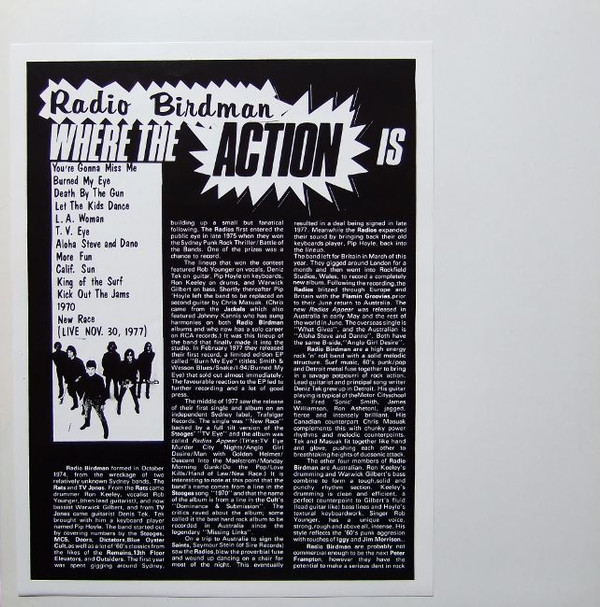 Radio Birdman
WHERE THE ACTION IS
You're Gonna Miss Me
Burned My Eye
Death By The Gun
Let The Kids Dance
L. A. Woman
T. V. Eye
Aloha Steve and Dano
More Fun
Calif. Sun
King of the Surf
Kick Out The Jams
1970
New Race
(LIVE NOV. 30, 1977)
Radio Birdman formed in October
1974, from the wreckage of two
relatively unknown Sydney bands, The
Rats and TV Jones. From the Rats came
drummer Ron Keeley, vocalist Rob
Younger, (then lead guitarist), and now
bassist Warwick Gilbert, and from TV
Jones came guitarist Deniz Tek. Tek
brought with him a keyboard player
named Pip Hoyle. The band started out
by covering numbers by the Stooges,
MC5, Doors, Dictators, Blue Oyster
Cult, as well as a lot of '60's classics from
the likes of the Remains, 13th Floor
Elevators, and Outsiders. The first year
was spent gigging around Sydney,
building up a small but fanatical
following. The Radios first entered the
public eye in late 1975 when they won
the Sydney Punk Rock Thriller/Battle of
the Bands. One of the prizes was a
chance to record.
The lineup that won the contest
featured Rob Younger on vocals, Deniz
Tek on guitar, Pip Hoyle on keyboards,
Ron Keeley on drums, and Warwick
Gilbert on bass. Shortly thereafter Pip
Hoyle left the band to be replaced on
second guitar by Chris Masuak. (Chris
came from the Jackals which also
featured Johnny Kannis who has sung
harmonies on both Radio Birdman
albums and who now has a solo career
on RCA records.) It was this lineup of
the band that finally made it into the
studio. In February 1977 they released
their first record, a limited edition EP
called "Burn My Eye" (titles: Smith &
Wesson Blues/Snake/I-94/Burned My
Eye) that sold out almost immediately.
The favourable reaction to the EP led to
further recording and a lot of good
press.
The middle of 1977 saw the release
of their first single and album on an
independent Sydney label, Trafalgar
Records. The single was "New Race"
backed by a full tilt version of the
Stooges' "TV Eye" and the album was
called Radios Appear. (Titles: TV Eye
Murder City Nights/Anglo Girl
Desire/Man with Golden Helmet/
Descent Into the Maelstrom/Monday
Morning Gunk/Do the Pop/Love
Kills/Hand of Law/New Race.) It is
interesting to note at this point that the
band's name comes from a line in the
Stooges song "1970" and that the name
of the album is from a line in the Cult's
"Dominance & Submission". The
critics raved about the album; some
called it the best hard rock album to be
recorded in Australia since the
legendary "Missing Links".
On a trip to Australia to sign the
Saints, Seymour Stein (of Sire Records)
saw the Radios, blew the proverbial fuse
and wound up dancing on a chair for
most of the night. This eventually
resulted in a deal being signed in late
1977. Meanwhile the Radios expanded
their sound by bringing back their old
keyboards player, Pip Hoyle, back into
the lineup.
The band left for Britain in March of this
year. They gigged around London for a
month and then went into Rockfield
Studios, Wales, to record a completely
new album. Following the recording, the
Radios blitzed through Europe and
Britain with the Flamin Groovies, prior
to their June return to Australia. The
new Radios Appear was released in
Australia in early May and the rest of
the world in June. The overseas single is
"What Gives", and the Australian is
"Aloha Steve and Danno". Both have
the same B-side, "Anglo Girl Desire".
Radio Birdman are a high energy
rock 'n' roll band with a solid melodic
structure. Surf music, 60's punk/pop
and Detroit metal fuse together to bring
in a savage potpourri of rock action.
Lead guitarist and principal song writer
Deniz Tek grew up in Detroit. His guitar
playing is typical of the Motor City school
(ie. Fred 'Sonic' Smith, James
Williamson, Ron Asheton), jagged,
fierce and intensely brilliant. His
Canadian counterpart Chris Masuak
complements this with chunky power
rhythms and melodic counterpoints.
Tek and Masuak fit together like hand
and glove, pushing each other to
breathtaking heights of duosonic attack.
The other four members of Radio
Birdman are Australian. Ron Keeley's
drumming and Warwick Gilbert's bass
combine to form a tough, solid and
punchy rhythm section. Keeley's
drumming is clean and efficient, a
perfect counterpoint to Gilbert's fluid
lead guitar like bass lines and Hoyle's
textural keyboardwork. Singer Rob
Younger, has a unique voice,
strong, rough and above all, intense. His
style reflects the '60's punk aggression
with touches of Iggy and Jim Morrison.
Radio Birdman are probably not
commercial enough to be the next Peter
Frampton, however they have the
potential to make a serious dent in rock